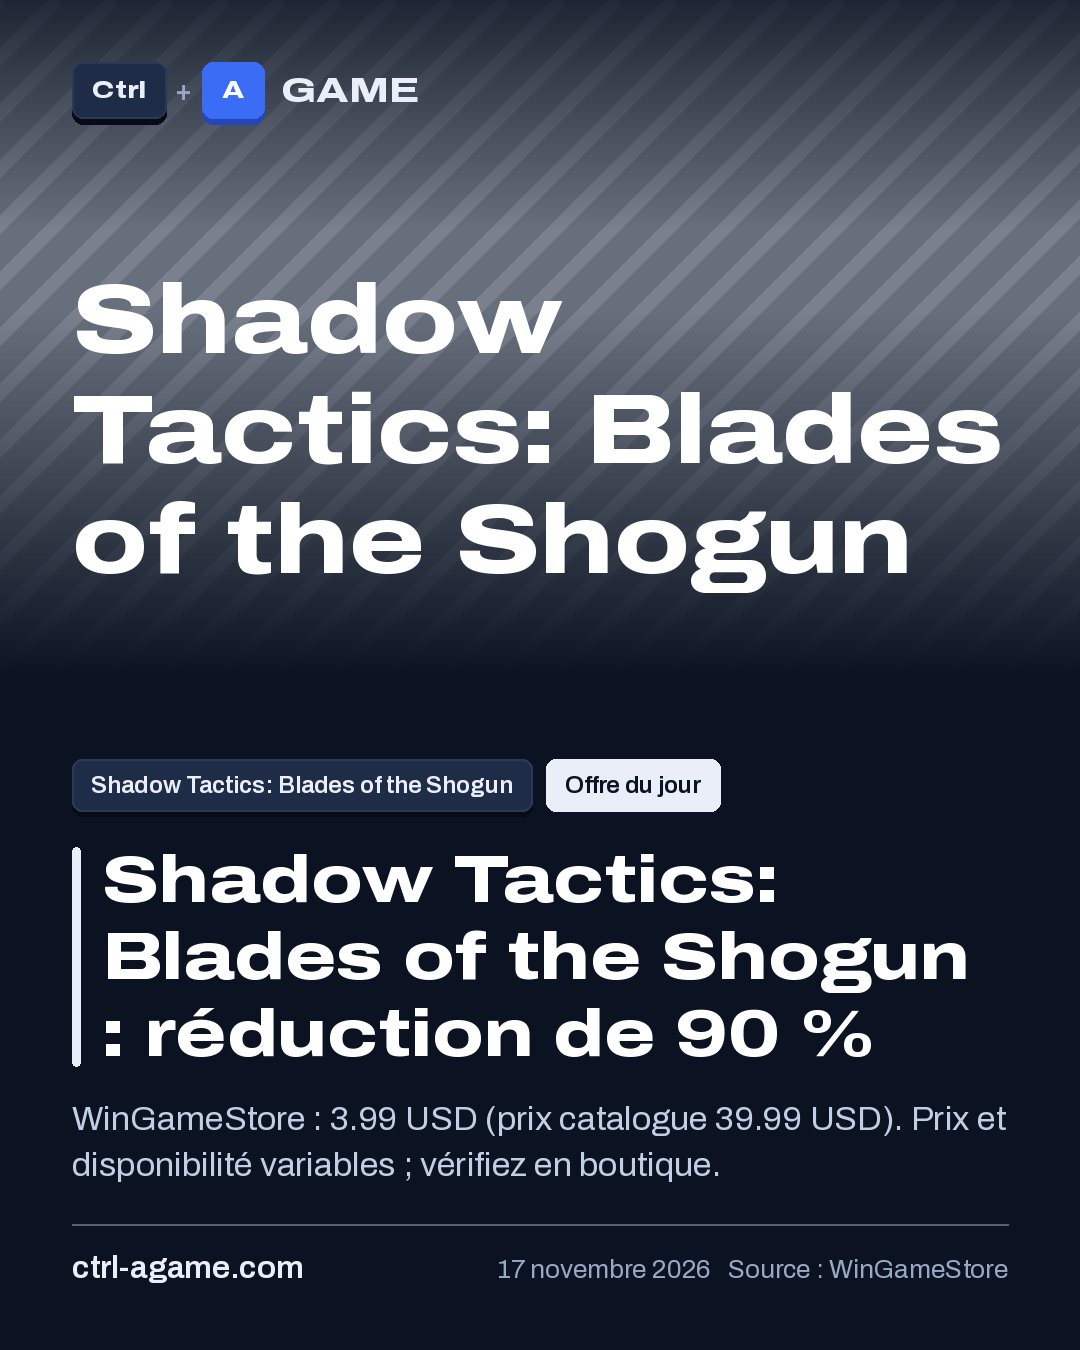 Ctrl + A GAME
Shadow
Tactics: Blades
of the Shogun
Shadow Tactics: Blades of the Shogun Offre du jour
Shadow Tactics:
Blades of the Shogun
: réduction de 90 %
WinGameStore : 3.99 USD (prix catalogue 39.99 USD). Prix et
disponibilité variables ; vérifiez en boutique.
ctrl-agame.com 17 novembre 2026 Source : WinGameStore